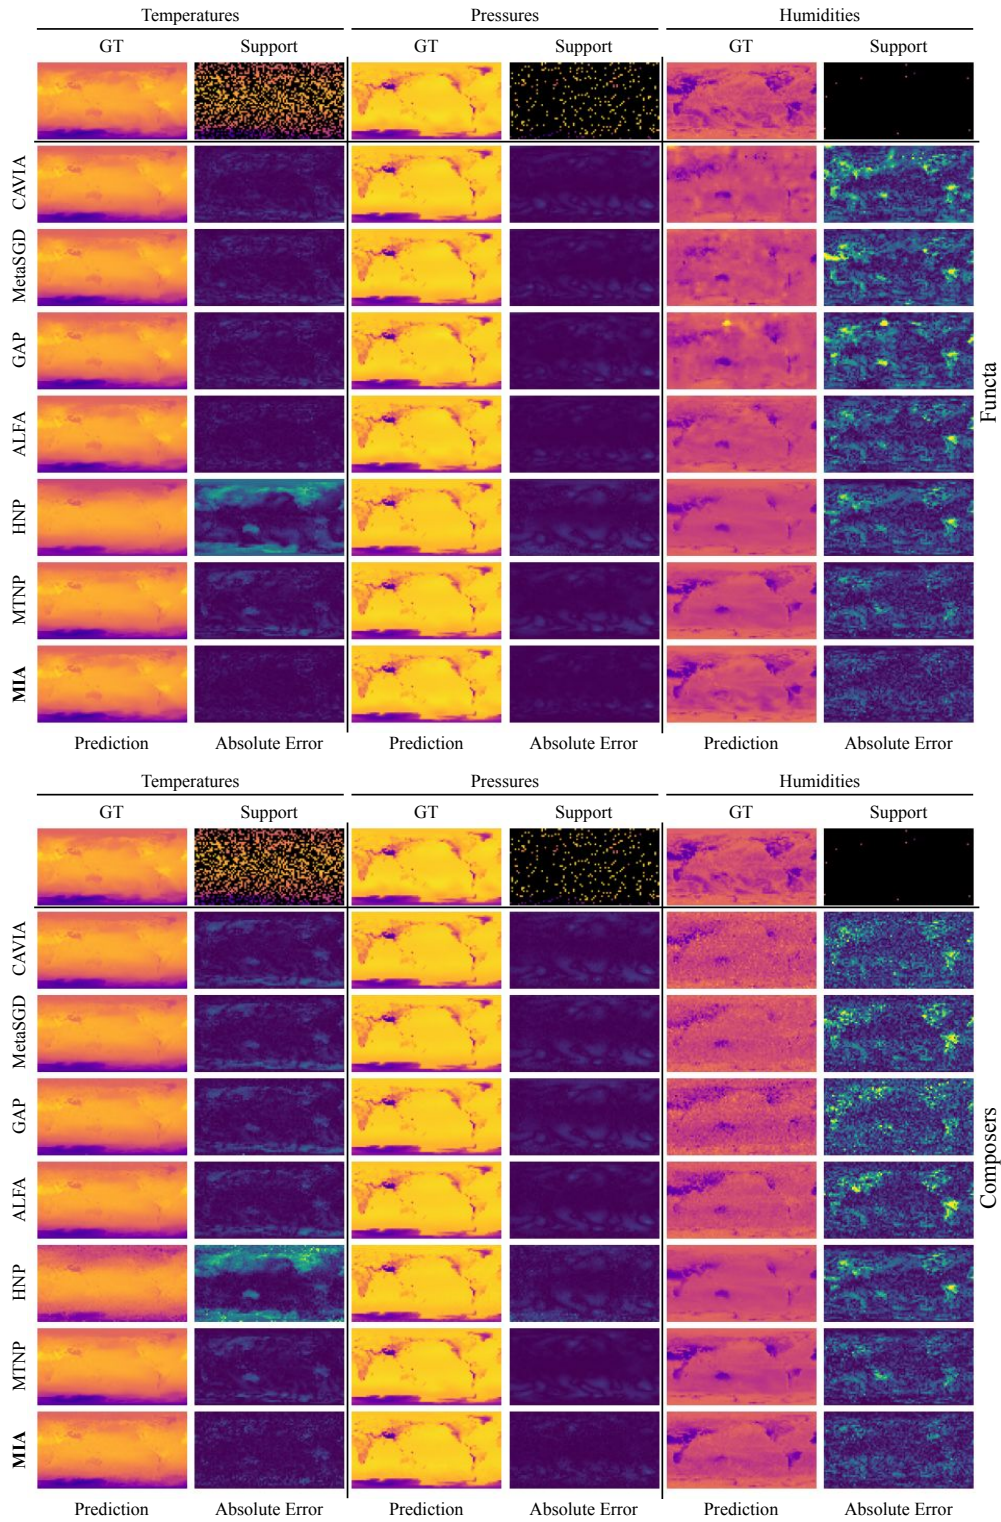 Temperatures Pressures Humidities
GT Support GT Support GT Support
CAVIA
MetaSGD
GAP
ALFA
HNP
MTNP
MIA
Functa
Prediction Absolute Error Prediction Absolute Error Prediction Absolute Error
Temperatures Pressures Humidities
GT Support GT Support GT Support
CAVIA
MetaSGD
GAP
ALFA
HNP
MTNP
MIA
Composers
Prediction Absolute Error Prediction Absolute Error Prediction Absolute Error